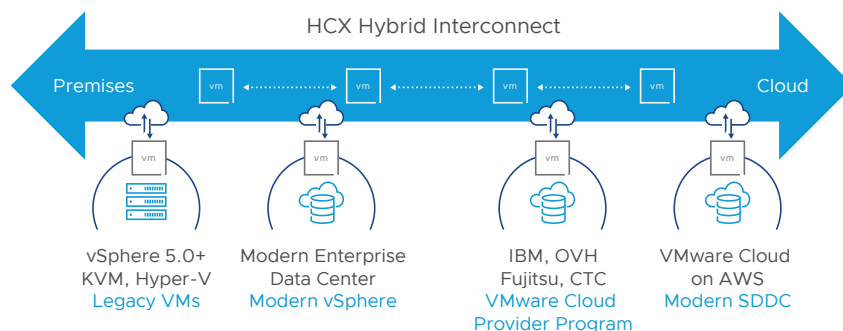 HCX Hybrid Interconnect
Premises
vm
vm
vm
vm
Cloud
vm
vm
vm
vm
vSphere 5.0+
KVM, Hyper-V
Legacy VMs
Modern Enterprise
Data Center
Modern vSphere
IBM, OVH
Fujitsu, CTC
VMware Cloud
Provider Program
VMware Cloud
on AWS
Modern SDDC